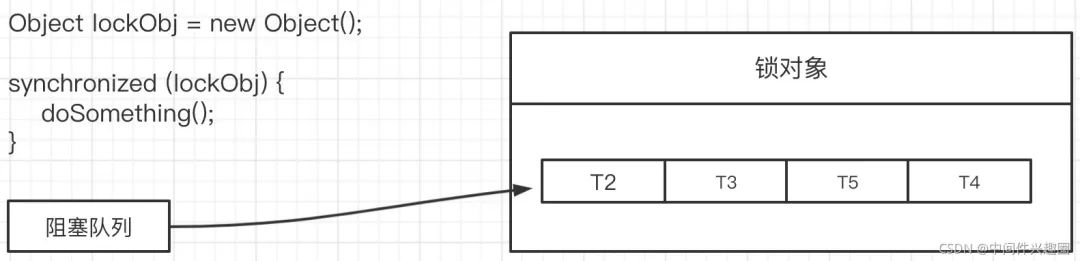 Object lockObj = new Object();
synchronized (lockObj) {
doSomething();
}
阻塞队列
锁对象
T2 T3 T5 T4
CSDN @中间件兴趣圈